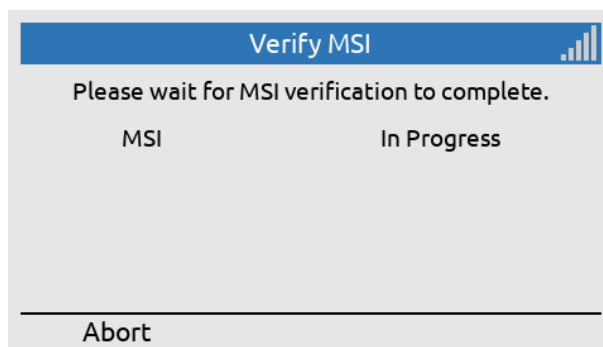 Verify MSI
Please wait for MSI verification to complete.
MSI In Progress
Abort